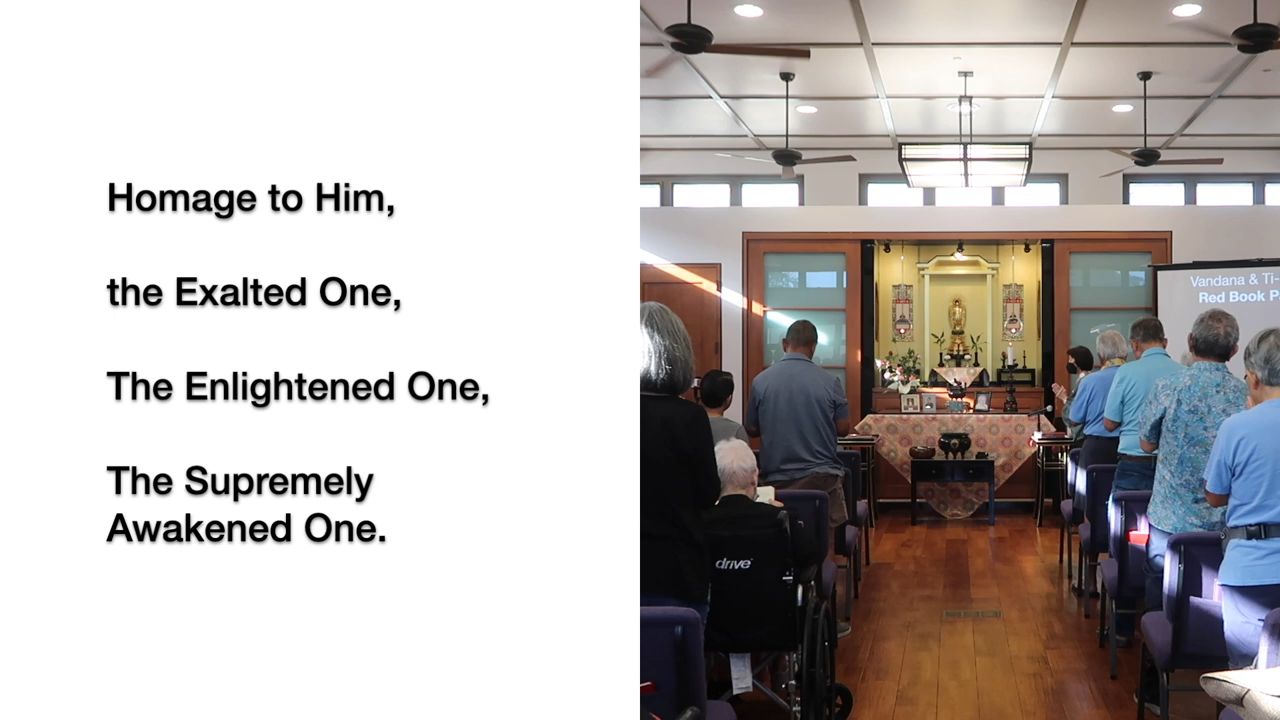 Homage to Him,
the Exalted One,
The Enlightened One,
The Supremely
Awakened One.
Vandana & Ti-
Red Book P
drive